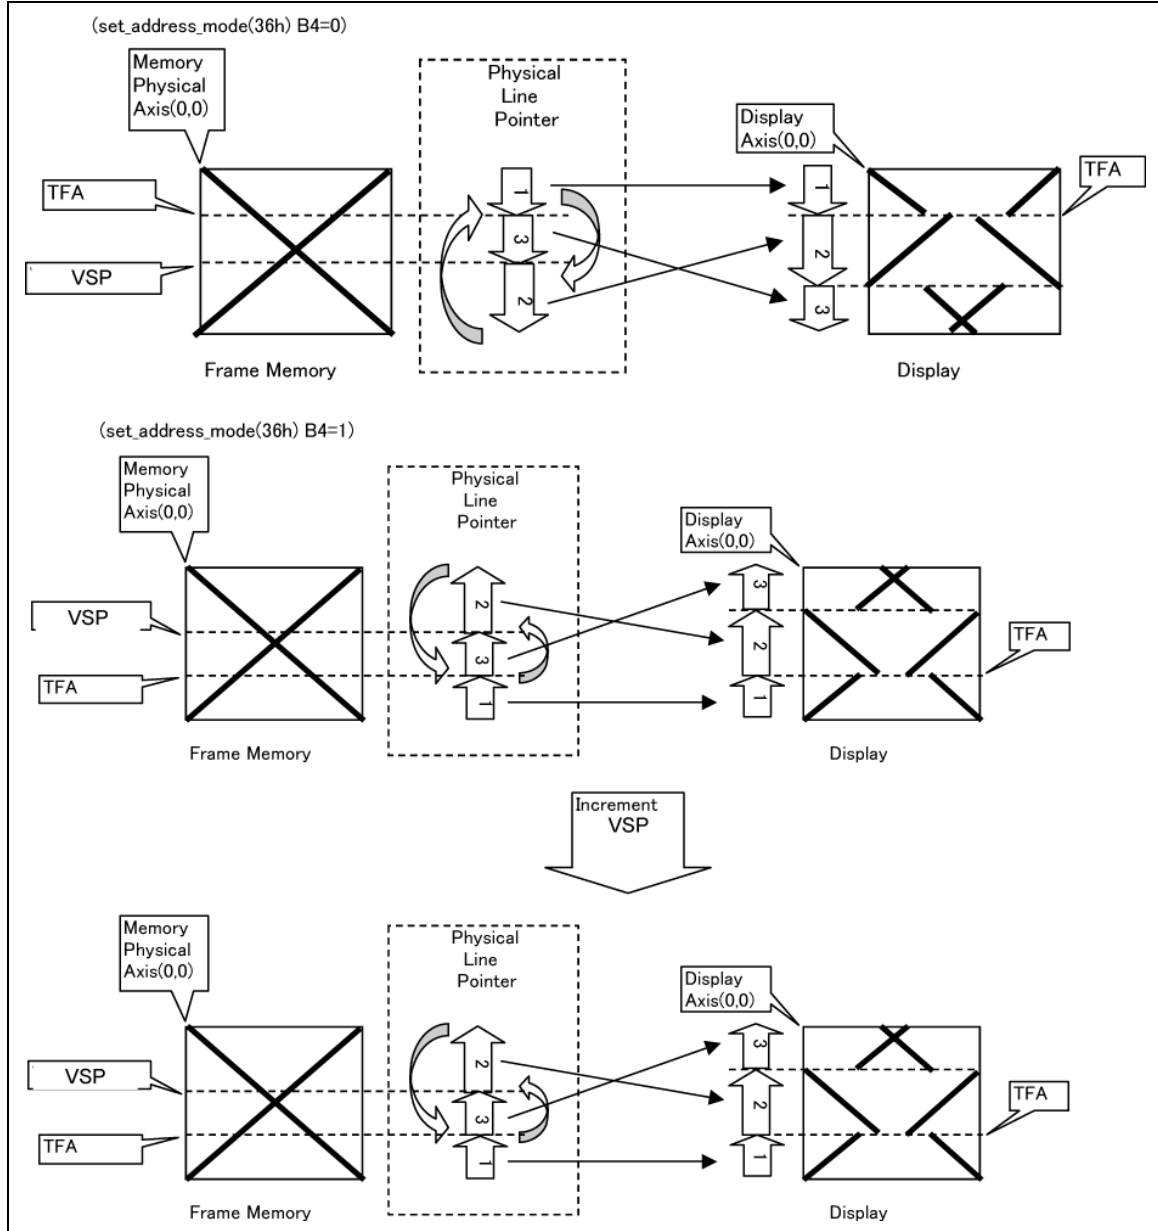 (set_address_mode(36h) B4=0)
Memory
Physical
Axis(0,0)
Physical
Line
Pointer
Display
Axis(0,0)
TFA
TFA
VSP
1
3
2
1
2
3
Frame Memory
Display
(set_address_mode(36h) B4=1)
Memory
Physical
Axis(0,0)
Physical
Line
Pointer
Display
Axis(0,0)
VSP
TFA
TFA
2
3
1
3
2
1
Frame Memory
Display
Increment
VSP
Memory
Physical
Axis(0,0)
Physical
Line
Pointer
Display
Axis(0,0)
VSP
TFA
TFA
2
3
1
3
2
1
Frame Memory
Display